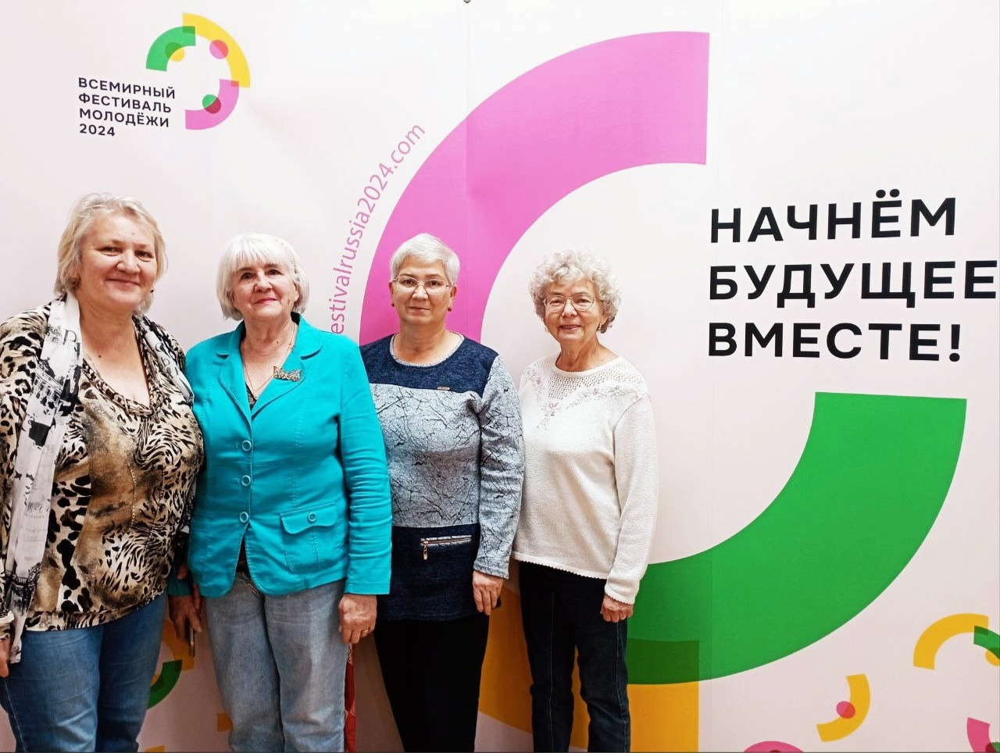 ВСЕМИРНЫЙ
ФЕСТИВАЛЬ
МОЛОДЁЖИ
2024
estivalrussia2024.com
НАЧНЁМ
БУДУЩЕЕ
ВМЕСТЕ!